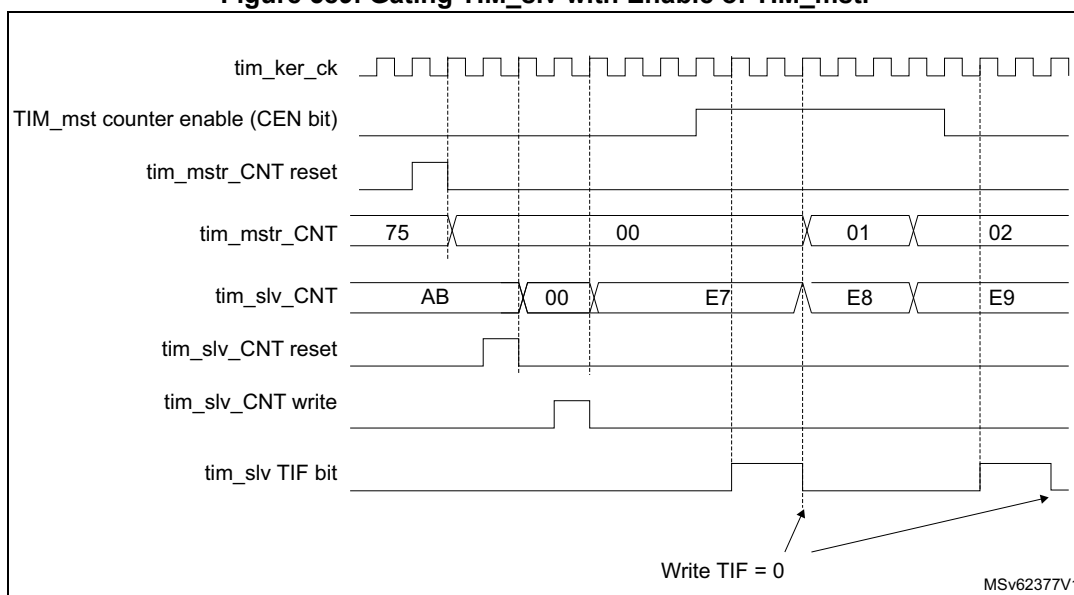 Figure 389. Gating TIM_slv with Enable of TIM_mstr
tim_ker_ck
TIM_mst counter enable (CEN bit)
tim_mstr_CNT reset
tim_mstr_CNT 75 00 01 02
tim_slv_CNT AB 00 E7 E8 E9
tim_slv_CNT reset
tim_slv_CNT write
tim_slv TIF bit
Write TIF = 0
MSv62377V1